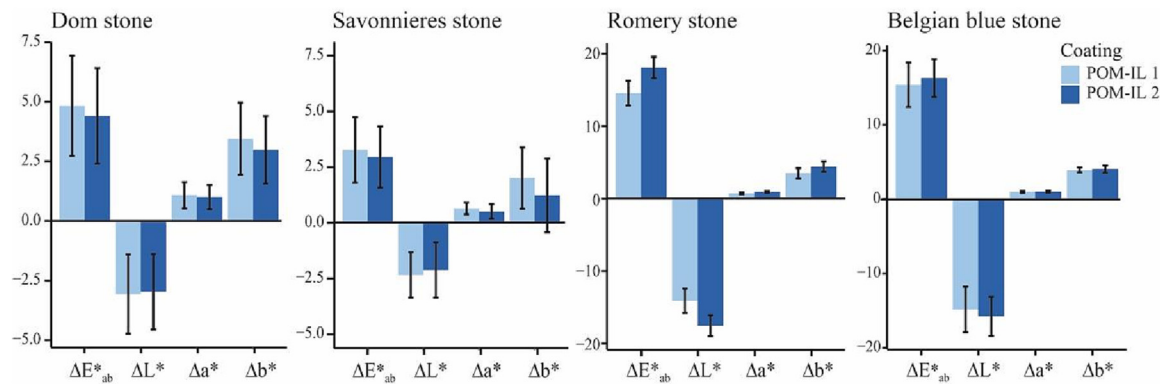 Dom stone
7.5
5.0
2.5
0.0
−2.5
−5.0
ΔE*ab ΔL* Δa* Δb*
Savonnieres stone
7.5
5.0
2.5
0.0
−2.5
−5.0
ΔE*ab ΔL* Δa* Δb*
Romery stone
20
10
0
−10
−20
ΔE*ab ΔL* Δa* Δb*
Belgian blue stone
20
10
0
−10
−20
ΔE*ab ΔL* Δa* Δb*
Coating
POM-IL 1
POM-IL 2